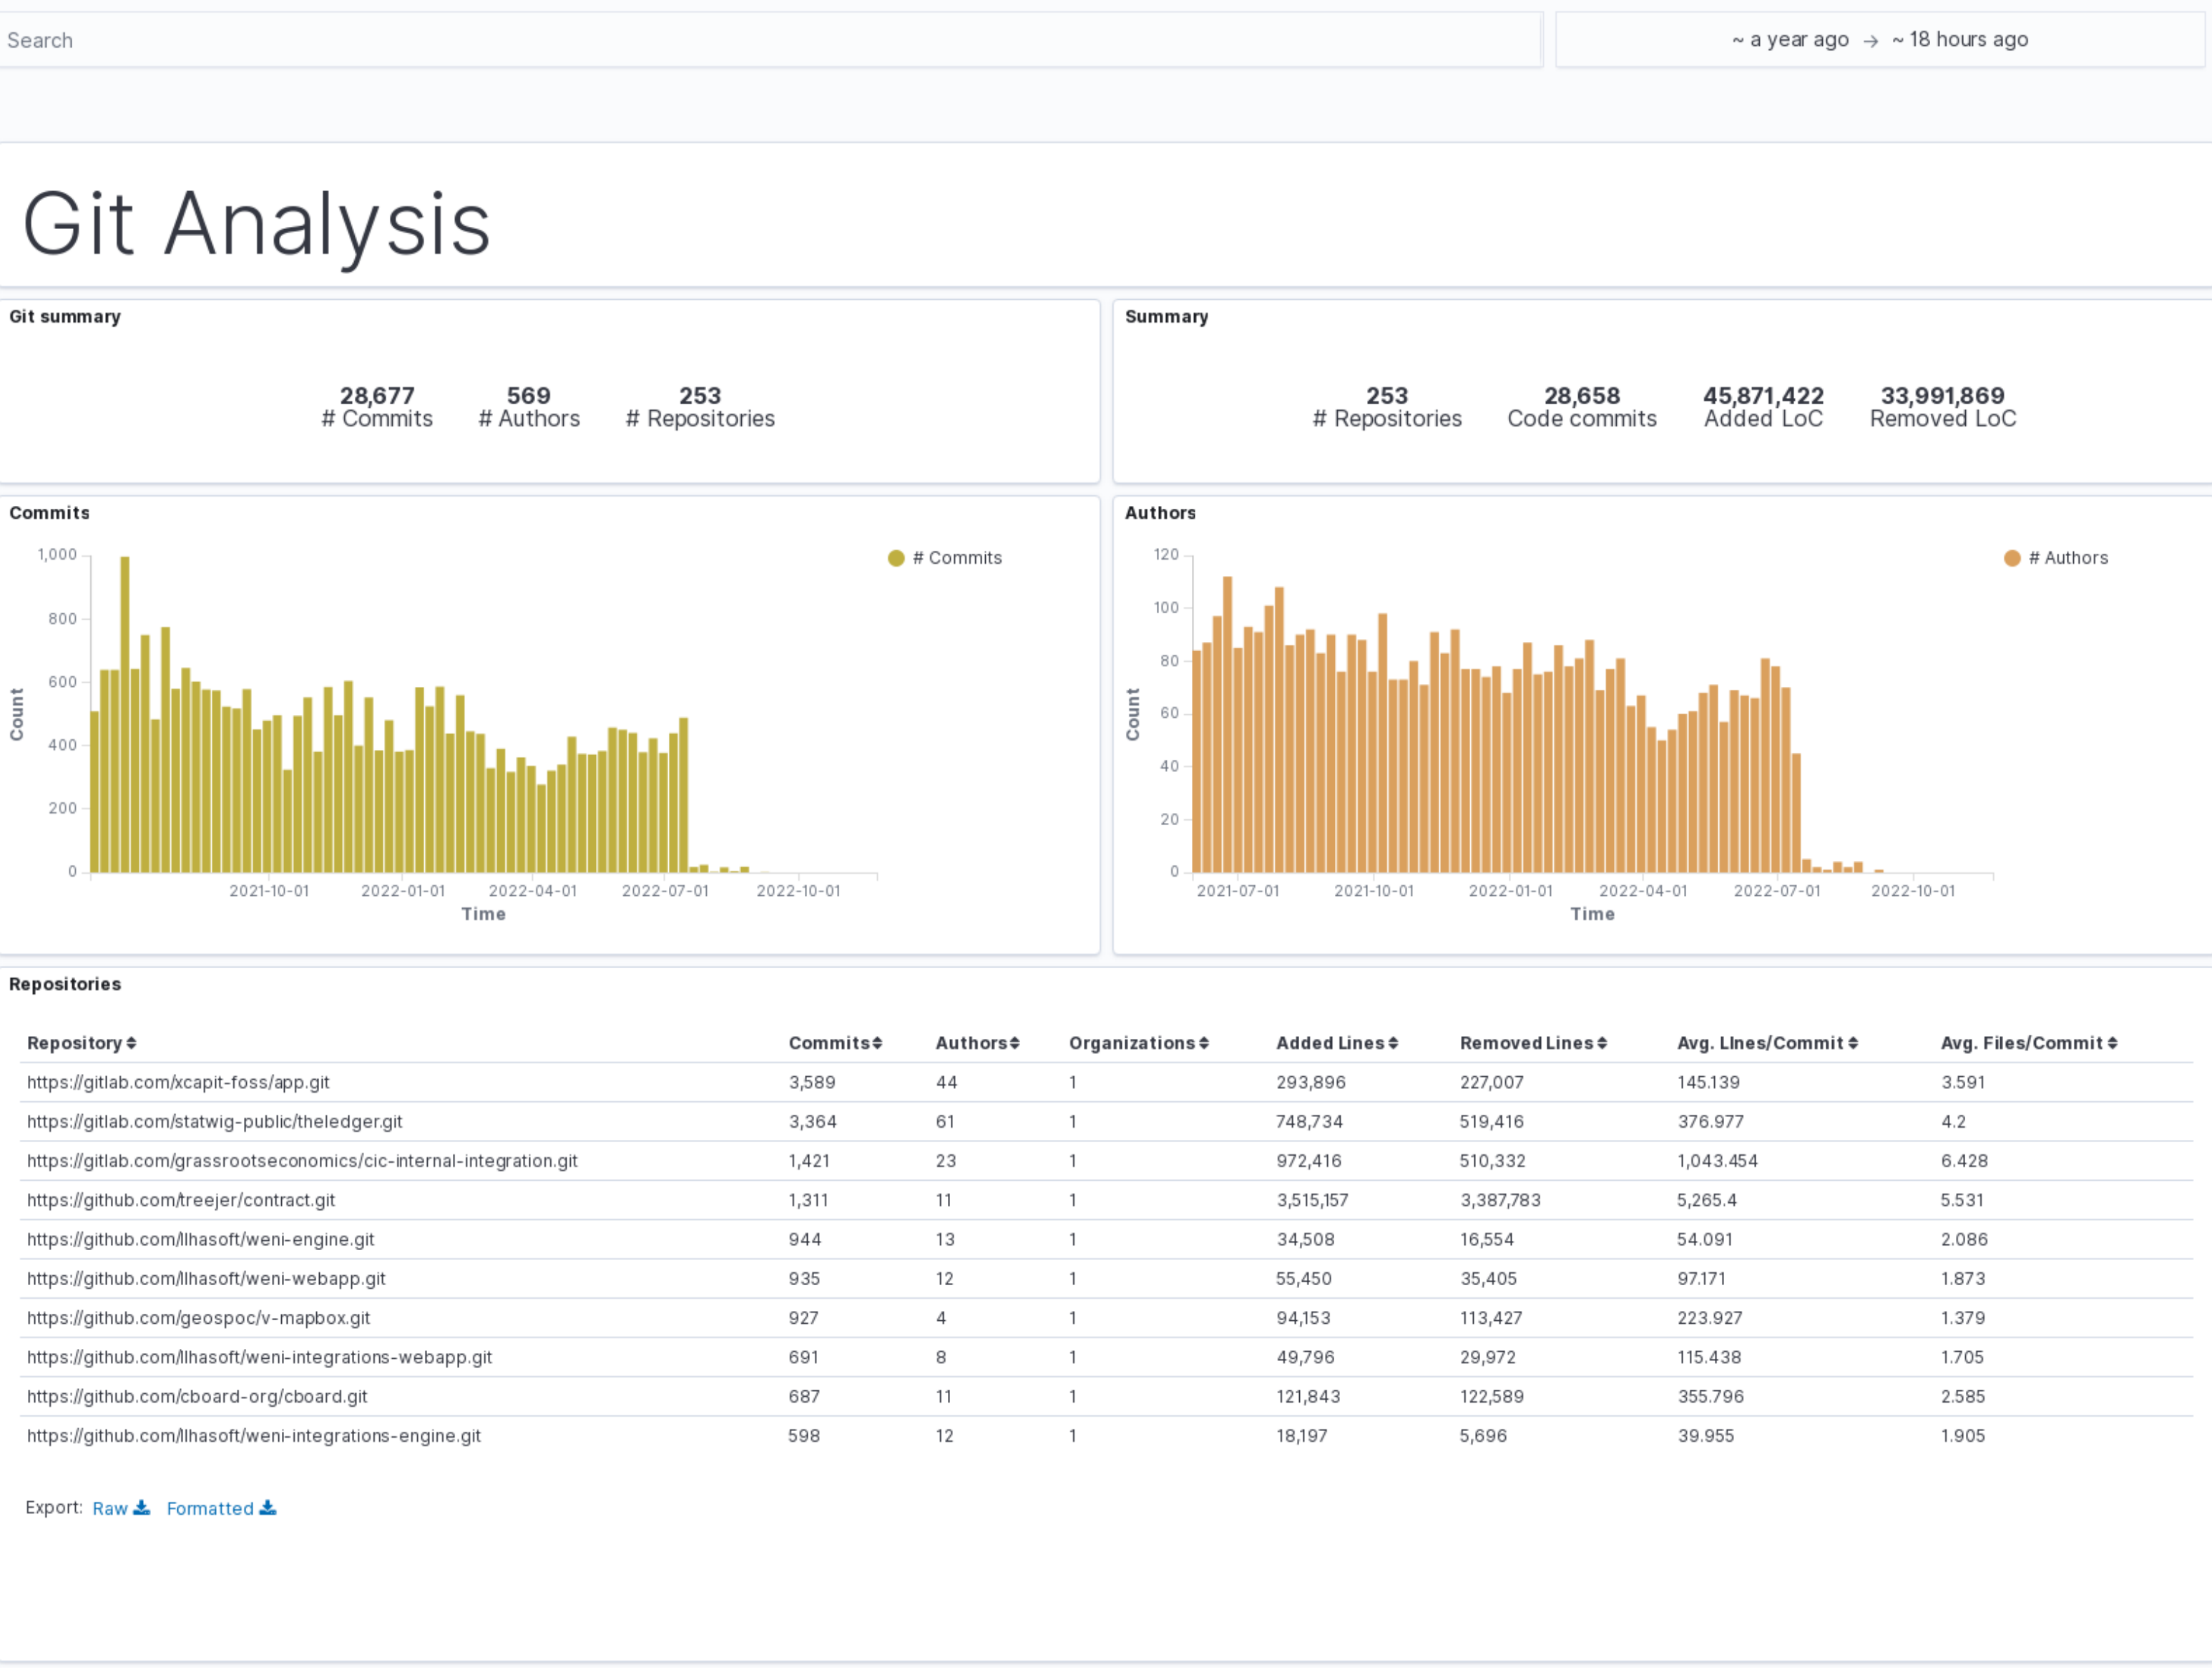 Search
~ a year ago → ~ 18 hours ago
Git Analysis
Git summary
28,677 569 253
# Commits # Authors # Repositories
Summary
253 28,658 45,871,422 33,991,869
# Repositories Code commits Added LoC Removed LoC
Commits
1,000
800
600
400
200
0
Count
2021-10-01 2022-01-01 2022-04-01 2022-07-01 2022-10-01
Time
# Commits
Authors
120
100
80
60
40
20
0
Count
2021-07-01 2021-10-01 2022-01-01 2022-04-01 2022-07-01 2022-10-01
Time
# Authors
Repositories
Repository Commits Authors Organizations Added Lines Removed Lines Avg. LInes/Commit Avg. Files/Commit
https://gitlab.com/xcapit-foss/app.git 3,589 44 1 293,896 227,007 145.139 3.591
https://gitlab.com/statwig-public/theledger.git 3,364 61 1 748,734 519,416 376.977 4.2
https://gitlab.com/grassrootseconomics/cic-internal-integration.git 1,421 23 1 972,416 510,332 1,043.454 6.428
https://github.com/treejer/contract.git 1,311 11 1 3,515,157 3,387,783 5,265.4 5.531
https://github.com/Ilhasoft/weni-engine.git 944 13 1 34,508 16,554 54.091 2.086
https://github.com/Ilhasoft/weni-webapp.git 935 12 1 55,450 35,405 97.171 1.873
https://github.com/geospoc/v-mapbox.git 927 4 1 94,153 113,427 223.927 1.379
https://github.com/Ilhasoft/weni-integrations-webapp.git 691 8 1 49,796 29,972 115.438 1.705
https://github.com/cboard-org/cboard.git 687 11 1 121,843 122,589 355.796 2.585
https://github.com/Ilhasoft/weni-integrations-engine.git 598 12 1 18,197 5,696 39.955 1.905
Export: Raw Formatted